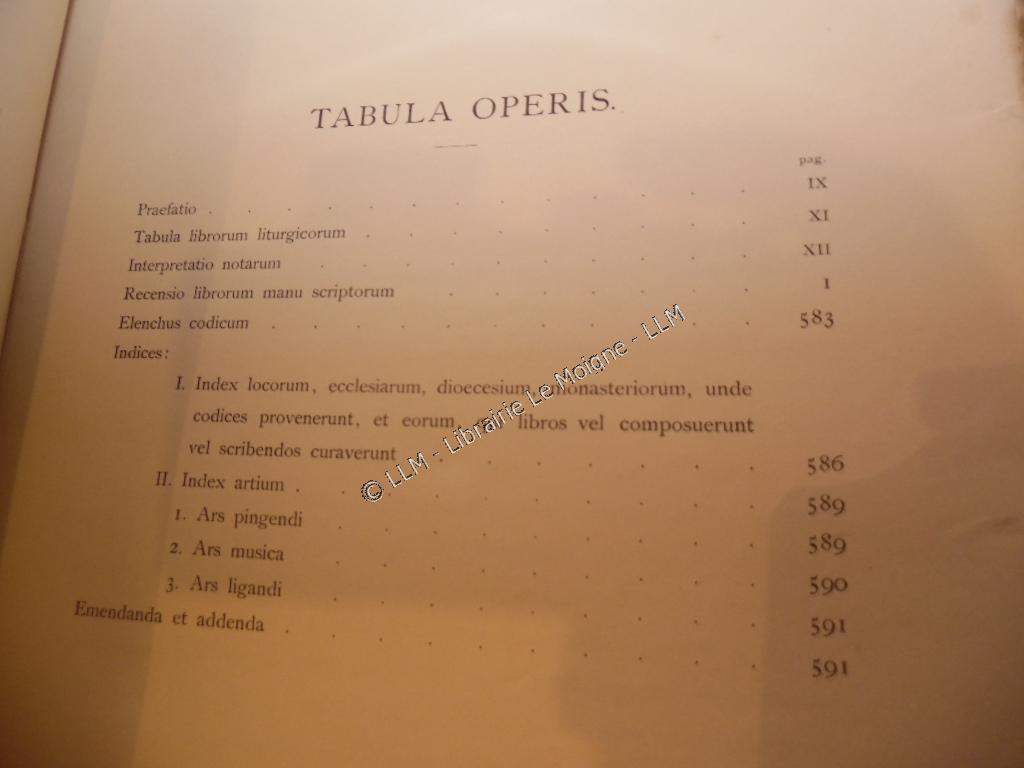 TABULA OPERIS.
pag.
Praefatio . . . . . . . . . . IX
Tabula librorum liturgicorum . . . . . . . XI
Interpretatio notarum . . . . . . . . XII
Recensio librorum manu scriptorum . . . . . . I
Elenchus codicum . . . . . . . . . 583
Indices:
I. Index locorum, ecclesiarum, dioecesium, monasteriorum, unde
codices provenerunt, et eorum, libros vel composuerunt
vel scribendos curaverunt . . . . . . 586
II. Index artium . . . . . . . . 589
1. Ars pingendi . . . . . . 589
2. Ars musica . . . . . . 590
3. Ars ligandi . . . . . . 591
Emendanda et addenda . . . . . . . 591
© LLM - Librairie Le Moigne - LLM